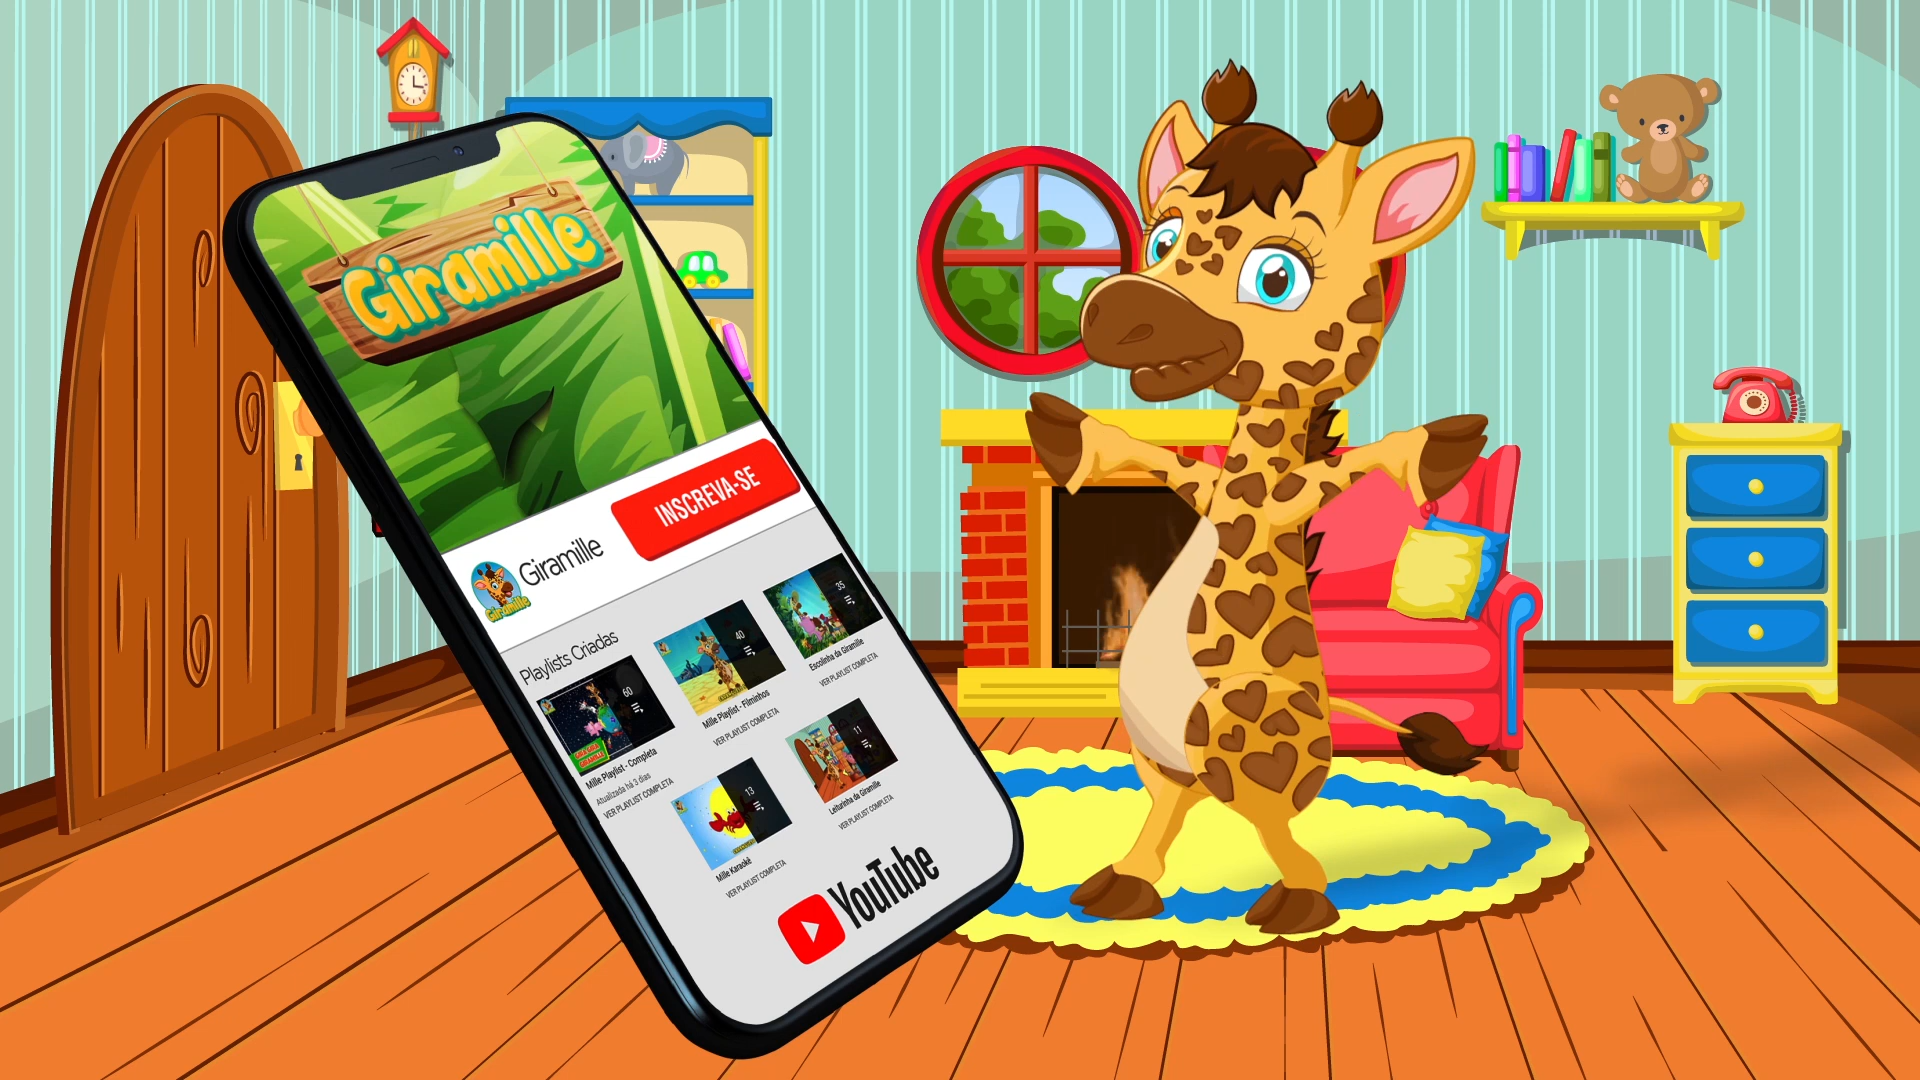 Giramille
INSCREVA-SE
Giramille
Giramille
Playlists Criadas
60
Mille Playlist - Completa
Atualizada há 3 dias
VER PLAYLIST COMPLETA
40
Mille Playlist - Filminhos
VER PLAYLIST COMPLETA
35
Escolinha da Giramille
VER PLAYLIST COMPLETA
13
Mille Karaokê
VER PLAYLIST COMPLETA
11
Leiturinha da Giramille
VER PLAYLIST COMPLETA
YouTube